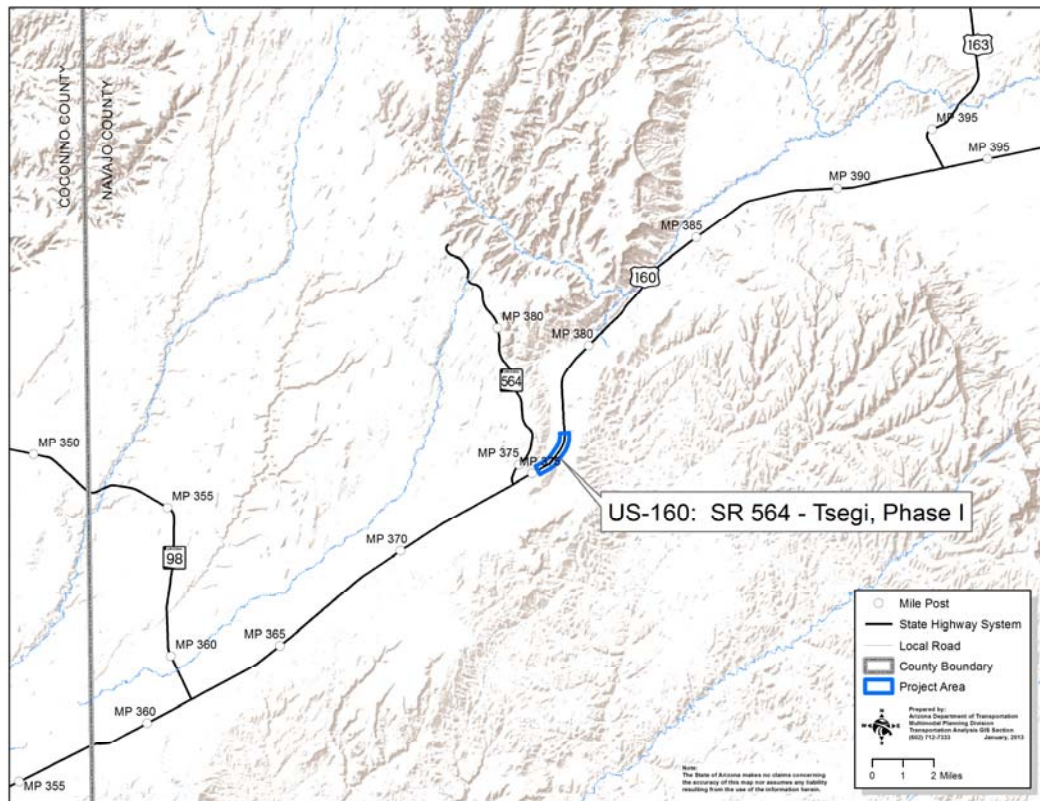 163
COCONINO COUNTY
NAVAJO COUNTY
MP 395
MP 395
MP 390
MP 385
160
MP 380
MP 380
564
MP 350
MP 375
MP 375
MP 355
US-160: SR 564 - Tsegi, Phase I
98
MP 370
MP 365
MP 360
MP 360
MP 355
Mile Post
State Highway System
Local Road
County Boundary
Project Area
N
W
E
S
Prepared by:
Arizona Department of Transportation
Multimodal Planning Division
Transportation Analysis GIS Section
(602) 712-7333 January, 2013
0 1 2 Miles
Note:
The State of Arizona makes no claims concerning
the accuracy of this map nor assumes any liability
resulting from the use of the information herein.